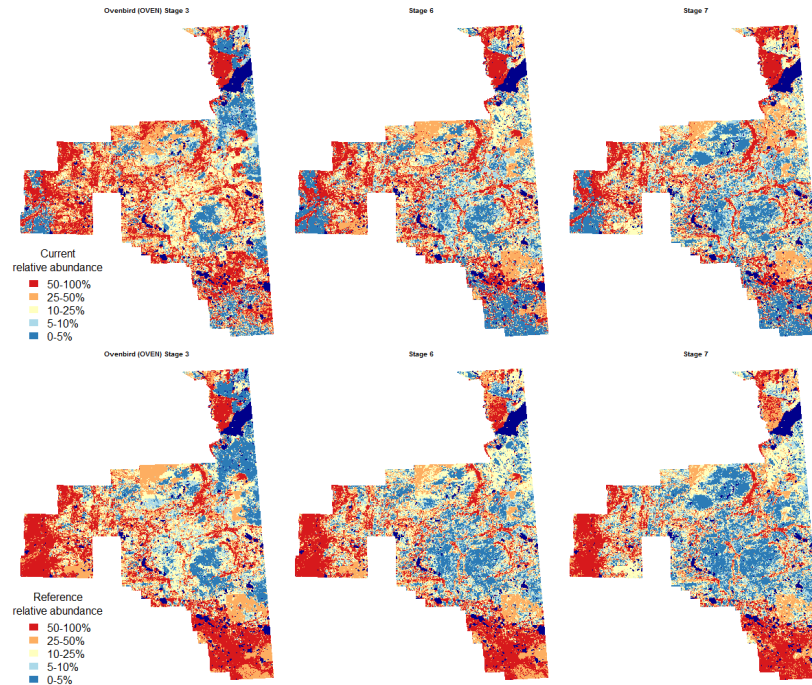 Ovenbird (OVEN) Stage 3
Stage 6
Stage 7
Current
relative abundance
50-100%
25-50%
10-25%
5-10%
0-5%
Ovenbird (OVEN) Stage 3
Stage 6
Stage 7
Reference
relative abundance
50-100%
25-50%
10-25%
5-10%
0-5%